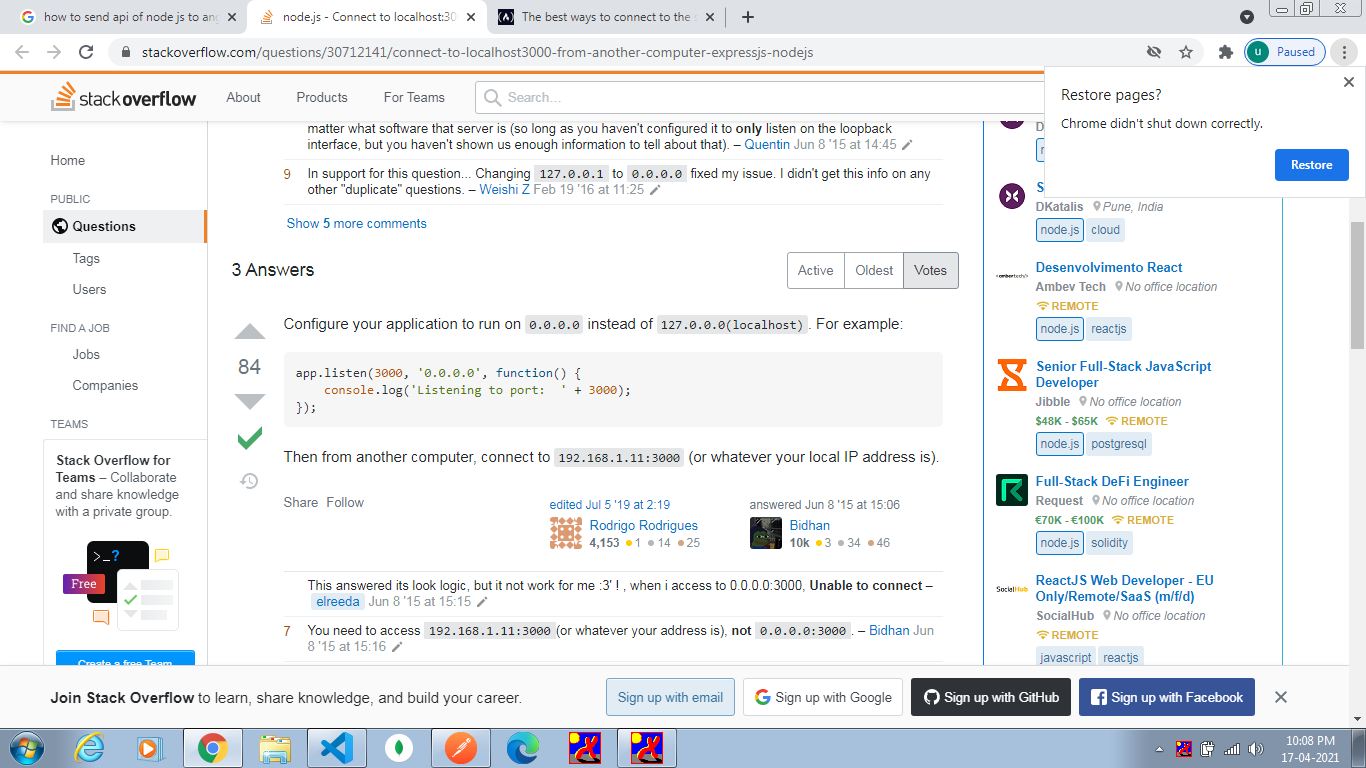 how to send api of node js to an
node.js - Connect to localhost:30
The best ways to connect to the s
stackoverflow.com/questions/30712141/connect-to-localhost3000-from-another-computer-expressjs-nodejs
u Paused
Restore pages?
Chrome didn't shut down correctly.
Restore
stack overflow
About
Products
For Teams
Search...
Home
PUBLIC
Questions
Tags
Users
FIND A JOB
Jobs
Companies
TEAMS
Stack Overflow for
Teams – Collaborate
and share knowledge
with a private group.
>_?
Free
Create a free Team
matter what software that server is (so long as you haven't configured it to only listen on the loopback
interface, but you haven't shown us enough information to tell about that). – Quentin Jun 8 '15 at 14:45
9 In support for this question... Changing 127.0.0.1 to 0.0.0.0 fixed my issue. I didn't get this info on any
other "duplicate" questions. – Weishi Z Feb 19 '16 at 11:25
Show 5 more comments
3 Answers
Active
Oldest
Votes
84
Configure your application to run on 0.0.0.0 instead of 127.0.0.0(localhost). For example:
app.listen(3000, '0.0.0.0', function() {
console.log('Listening to port:  ' + 3000);
});
Then from another computer, connect to 192.168.1.11:3000 (or whatever your local IP address is).
Share Follow
edited Jul 5 '19 at 2:19
Rodrigo Rodrigues
4,153 1 14 25
answered Jun 8 '15 at 15:06
Bidhan
10k 3 34 46
This answered its look logic, but it not work for me :3' ! , when i access to 0.0.0.0:3000, Unable to connect –
elreeda Jun 8 '15 at 15:15
7 You need to access 192.168.1.11:3000 (or whatever your address is), not 0.0.0.0:3000 . – Bidhan Jun
8 '15 at 15:16
DKatalis Pune, India
node.js cloud
Desenvolvimento React
Ambev Tech No office location
REMOTE
node.js reactjs
Senior Full-Stack JavaScript
Developer
Jibble No office location
$48K - $65K REMOTE
node.js postgresql
Full-Stack DeFi Engineer
Request No office location
€70K - €100K REMOTE
node.js solidity
SocialHub
ReactJS Web Developer - EU
Only/Remote/SaaS (m/f/d)
SocialHub No office location
REMOTE
javascript reactjs
Join Stack Overflow to learn, share knowledge, and build your career.
Sign up with email
Sign up with Google
Sign up with GitHub
Sign up with Facebook
10:08 PM
17-04-2021